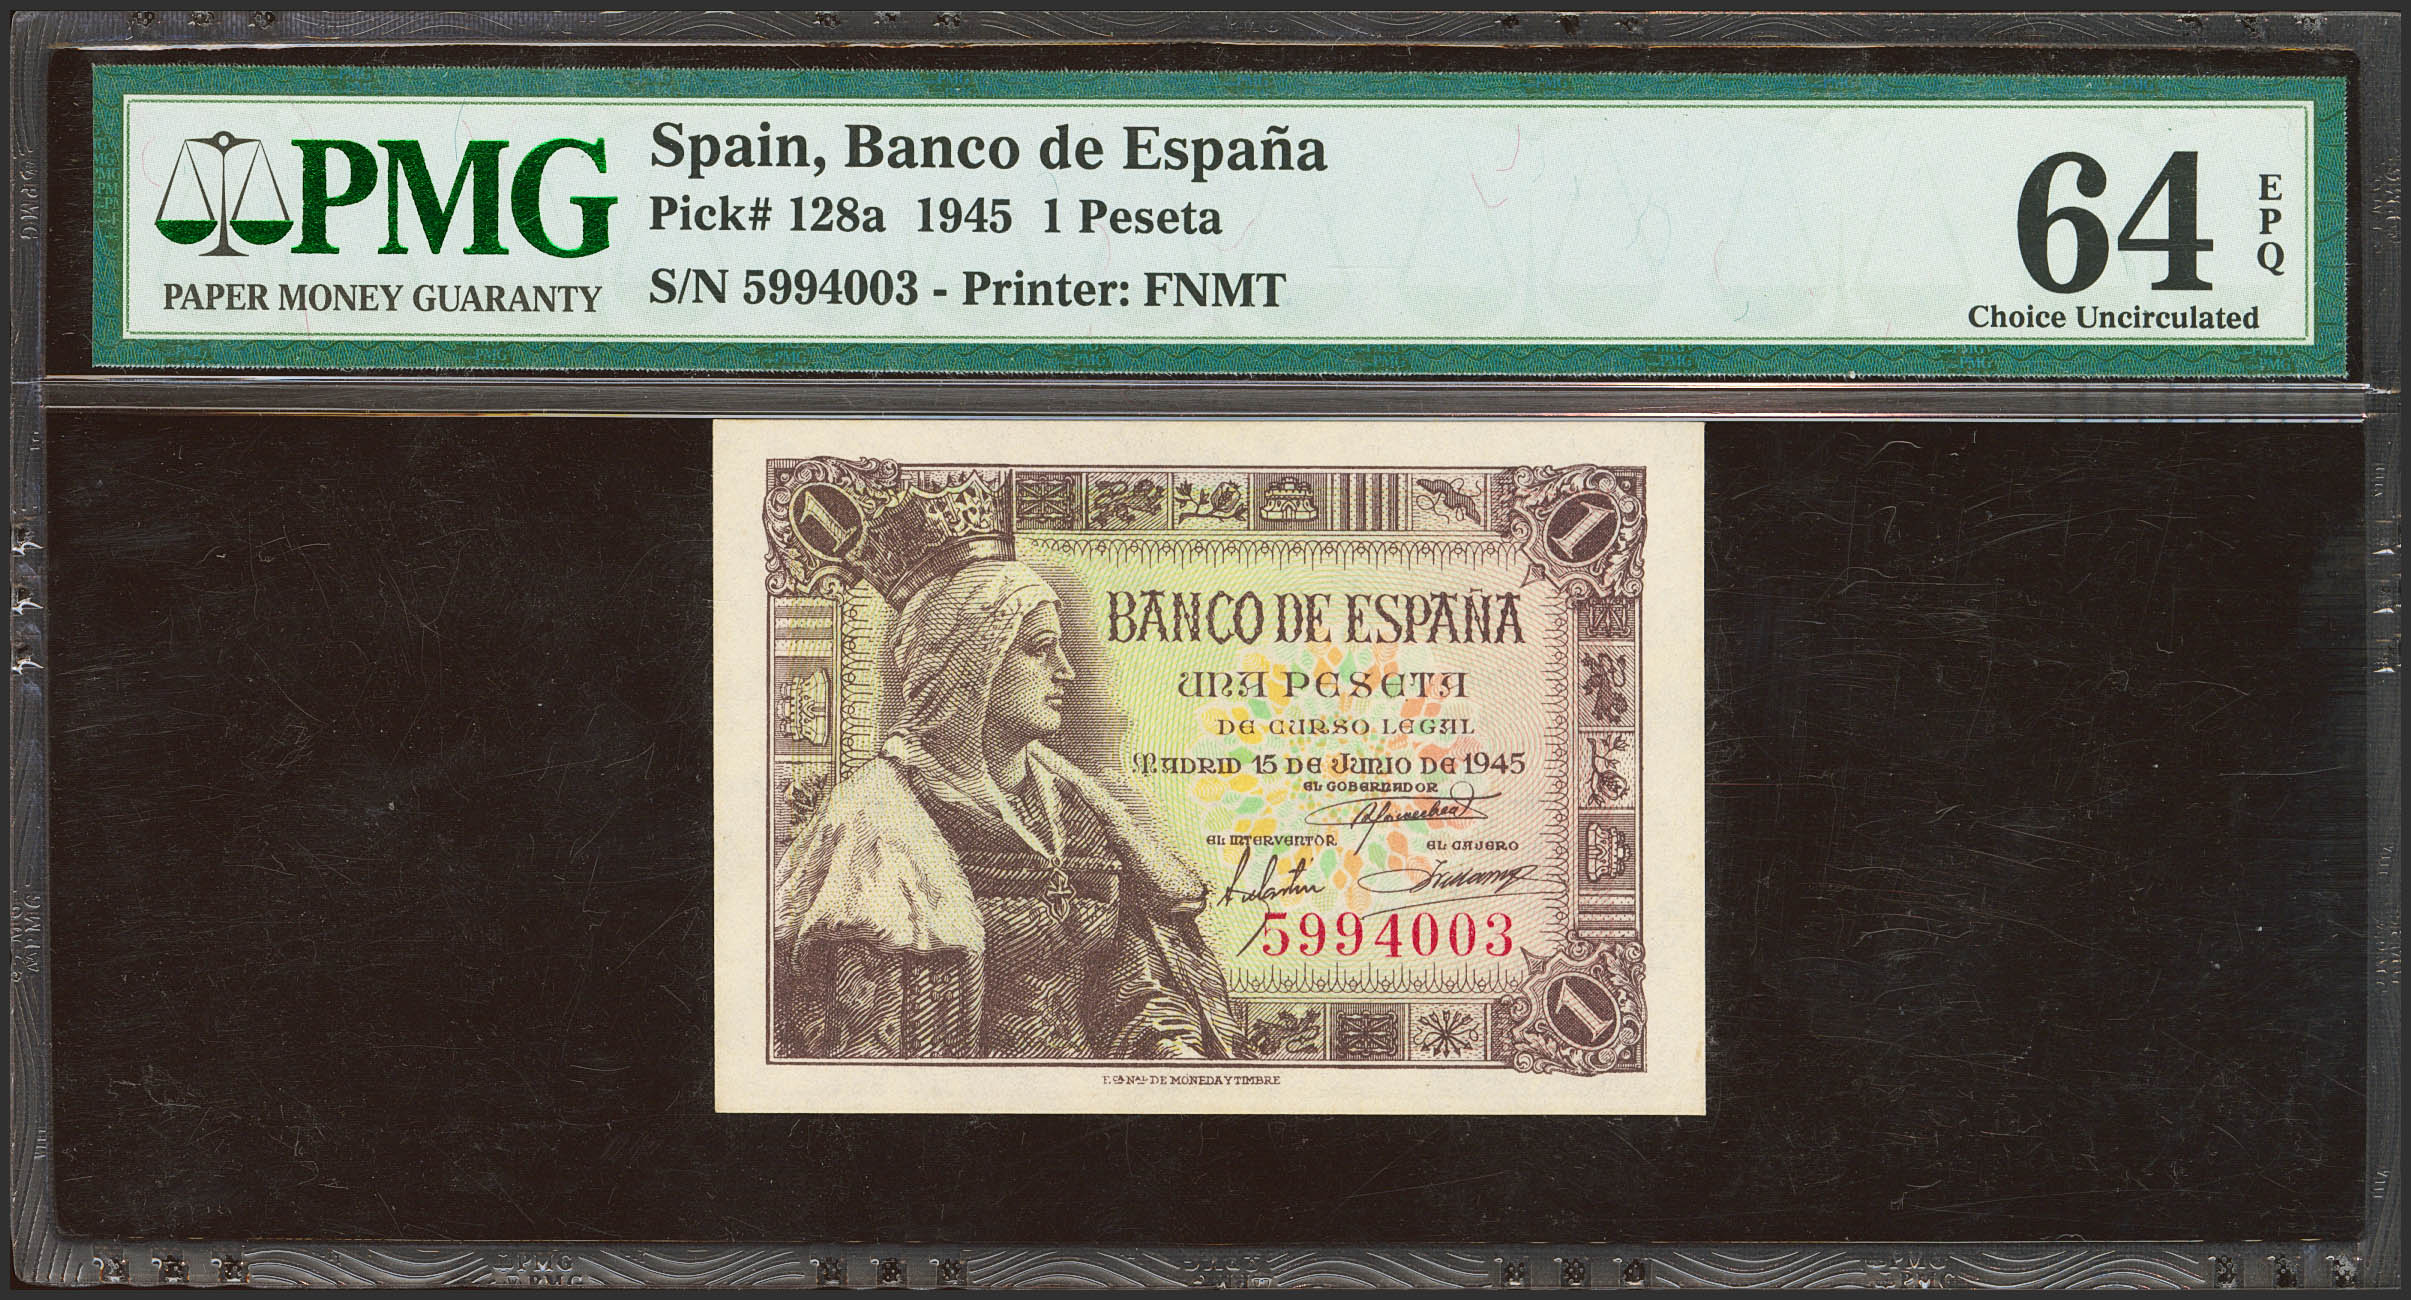 PMG
PAPER MONEY GUARANTY
Spain, Banco de España
Pick# 128a 1945 1 Peseta
S/N 5994003 - Printer: FNMT
64
EPQ
Choice Uncirculated
1
1
BANCO DE ESPAÑA
UNA PESETA
DE CURSO LEGAL
MADRID 15 DE JUNIO DE 1945
EL GOBERNADOR
EL INTERVENTOR EL CAJERO
5994003
1
F.CA NAL DE MONEDA Y TIMBRE